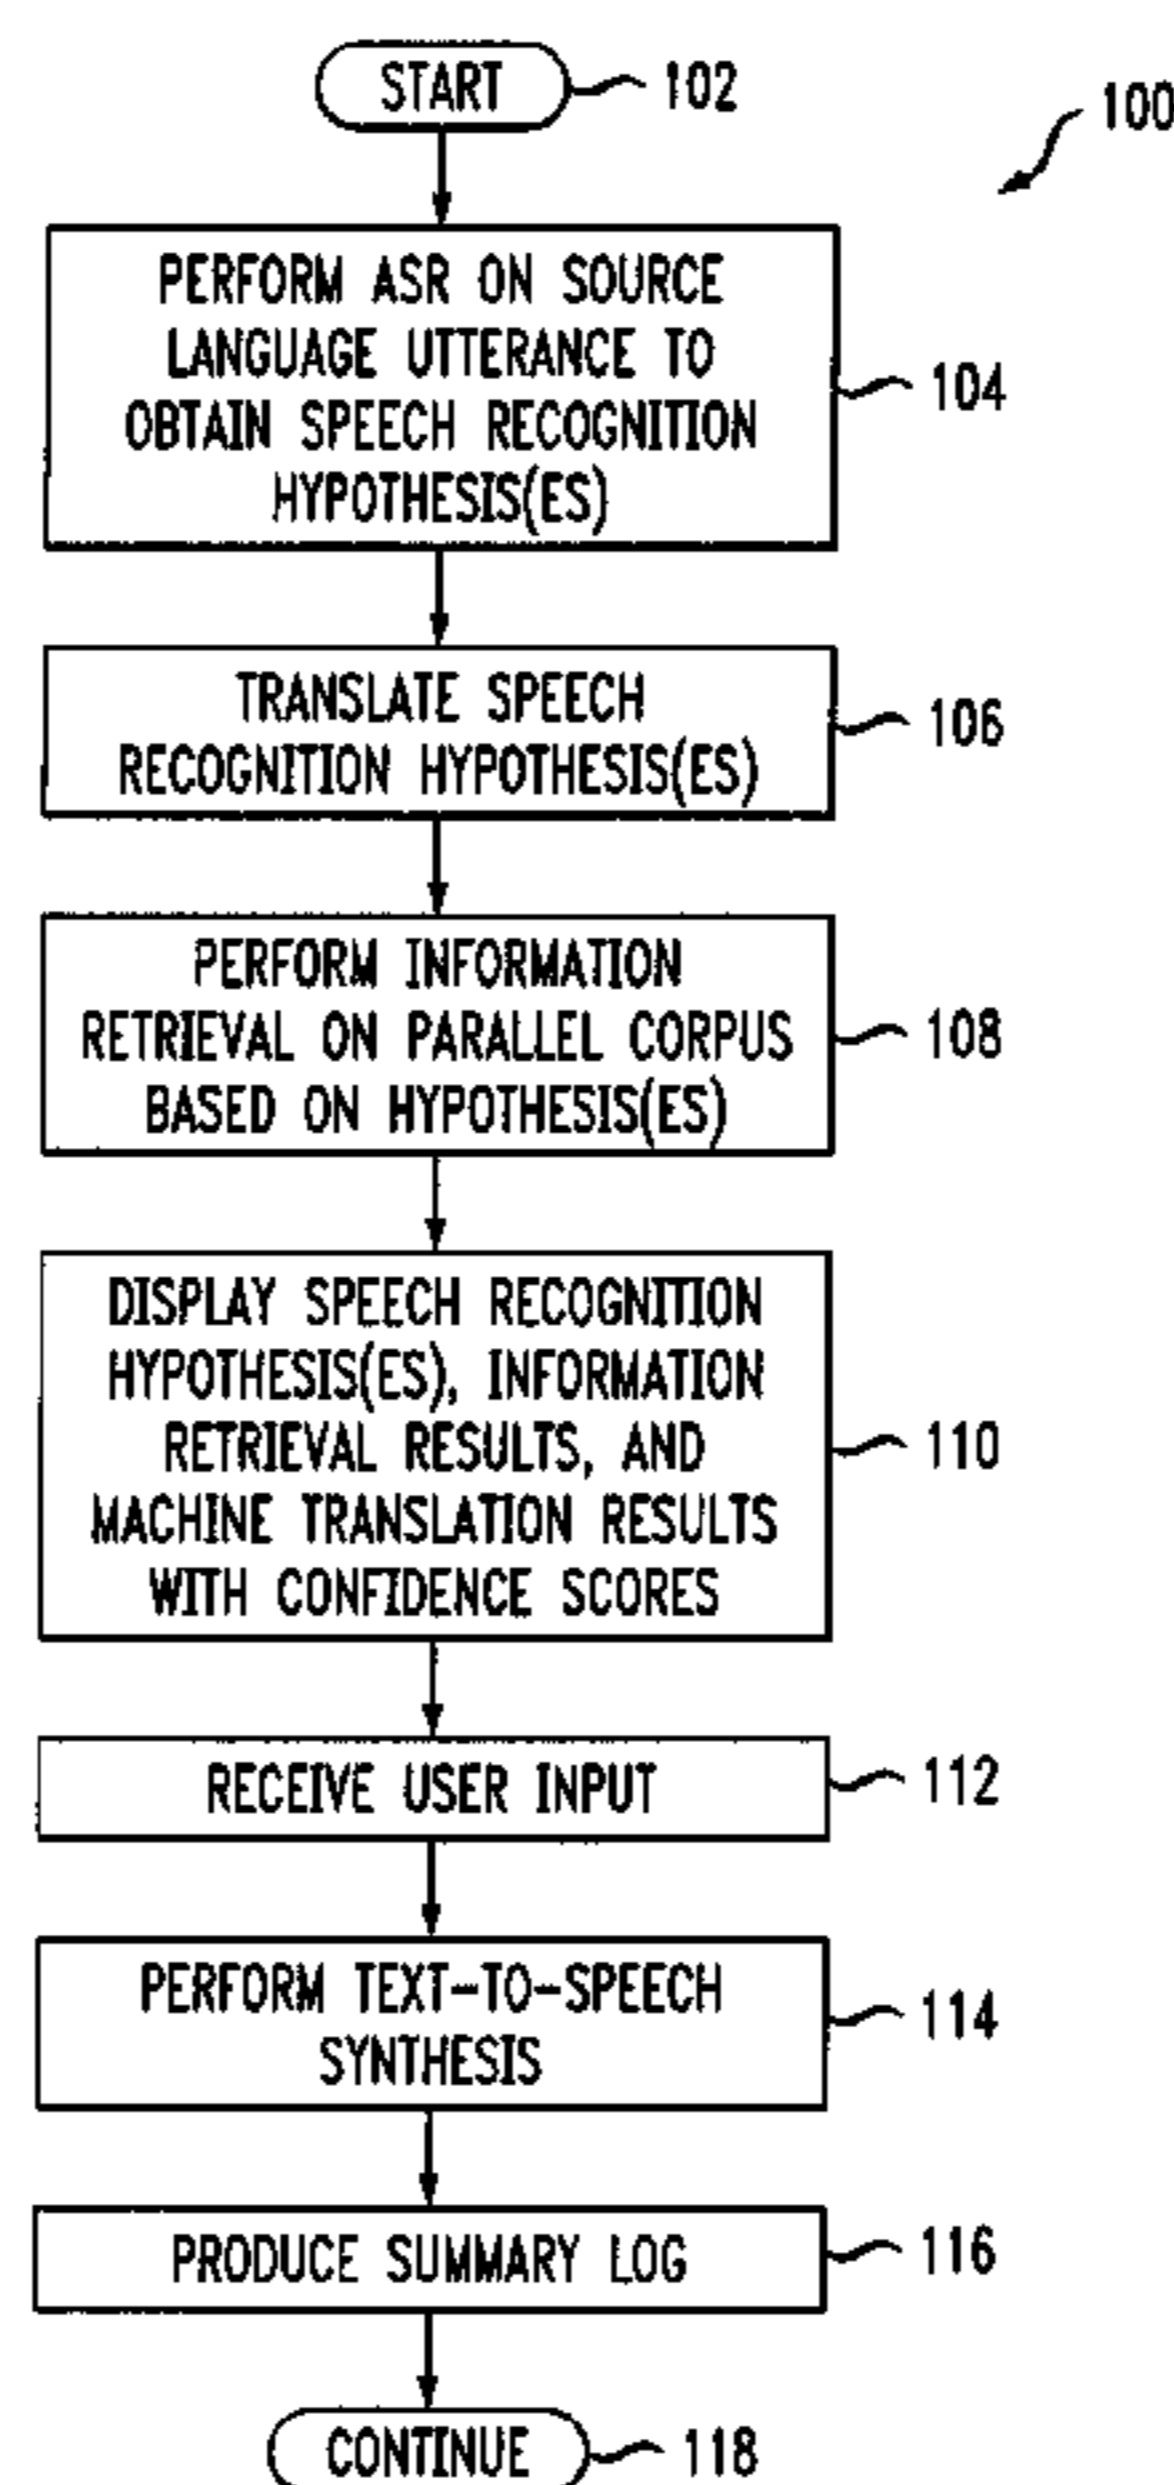 START
102
100
PERFORM ASR ON SOURCE
LANGUAGE UTTERANCE TO
OBTAIN SPEECH RECOGNITION
HYPOTHESIS(ES)
104
TRANSLATE SPEECH
RECOGNITION HYPOTHESIS(ES)
106
PERFORM INFORMATION
RETRIEVAL ON PARALLEL CORPUS
BASED ON HYPOTHESIS(ES)
108
DISPLAY SPEECH RECOGNITION
HYPOTHESIS(ES), INFORMATION
RETRIEVAL RESULTS, AND
MACHINE TRANSLATION RESULTS
WITH CONFIDENCE SCORES
110
RECEIVE USER INPUT
112
PERFORM TEXT-TO-SPEECH
SYNTHESIS
114
PRODUCE SUMMARY LOG
116
CONTINUE
118